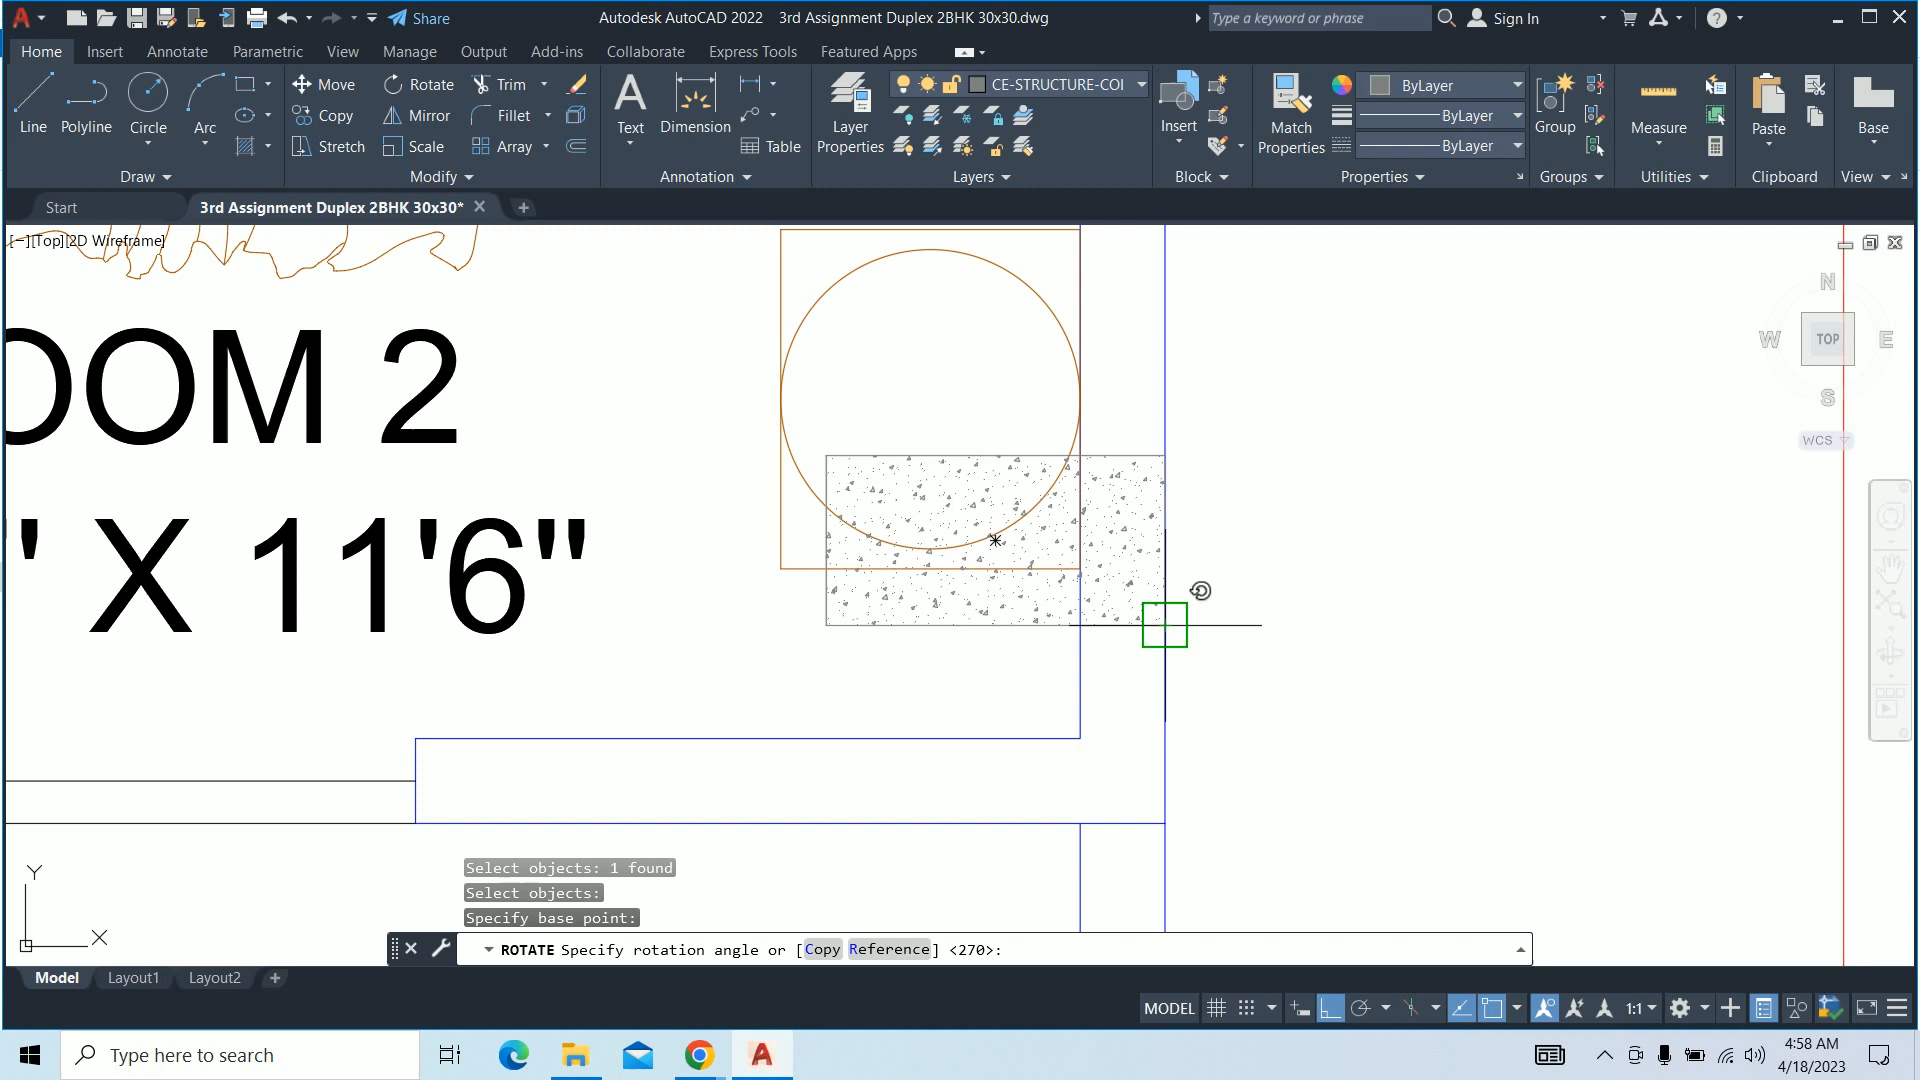 Share
Autodesk AutoCAD 2022 3rd Assignment Duplex 2BHK 30x30.dwg
Type a keyword or phrase
Sign In
Home Insert Annotate Parametric View Manage Output Add-ins Collaborate Express Tools Featured Apps
Line Polyline Circle Arc
Move Rotate Trim
Copy Mirror Fillet
Stretch Scale Array
Text Dimension Table
Layer Properties
CE-STRUCTURE-COl
Insert
Match Properties
ByLayer
ByLayer
ByLayer
Group Measure Paste Base
Draw Modify Annotation Layers Block Properties Groups Utilities Clipboard View
Start 3rd Assignment Duplex 2BHK 30x30*
[−][Top][2D Wireframe]
N
W TOP E
S
WCS
OOM 2
' X 11'6"
Y
X
Select objects: 1 found
Select objects:
Specify base point:
ROTATE Specify rotation angle or [Copy Reference] <270>:
Model Layout1 Layout2
MODEL 1:1
Type here to search
4:58 AM
4/18/2023